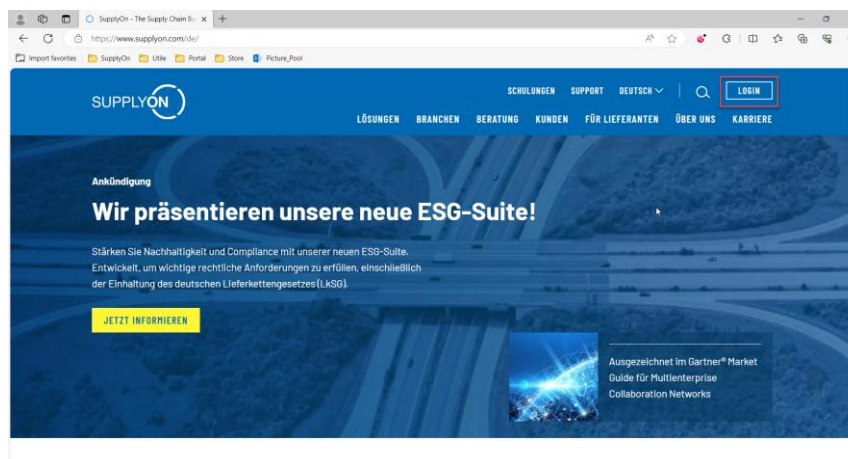 SupplyOn - The Supply Chain Bu
https://www.supplyon.com/de/
Import favorites SupplyOn Utile Portal Store Picture_Pool
SUPPLYON
SCHULUNGEN SUPPORT DEUTSCH LOGIN
LÖSUNGEN BRANCHEN BERATUNG KUNDEN FÜR LIEFERANTEN ÜBER UNS KARRIERE
Ankündigung
Wir präsentieren unsere neue ESG-Suite!
Stärken Sie Nachhaltigkeit und Compliance mit unserer neuen ESG-Suite.
Entwickelt, um wichtige rechtliche Anforderungen zu erfüllen, einschließlich
der Einhaltung des deutschen Lieferkettengesetzes (LkSG).
JETZT INFORMIEREN
Ausgezeichnet im Gartner® Market
Guide für Multienterprise
Collaboration Networks